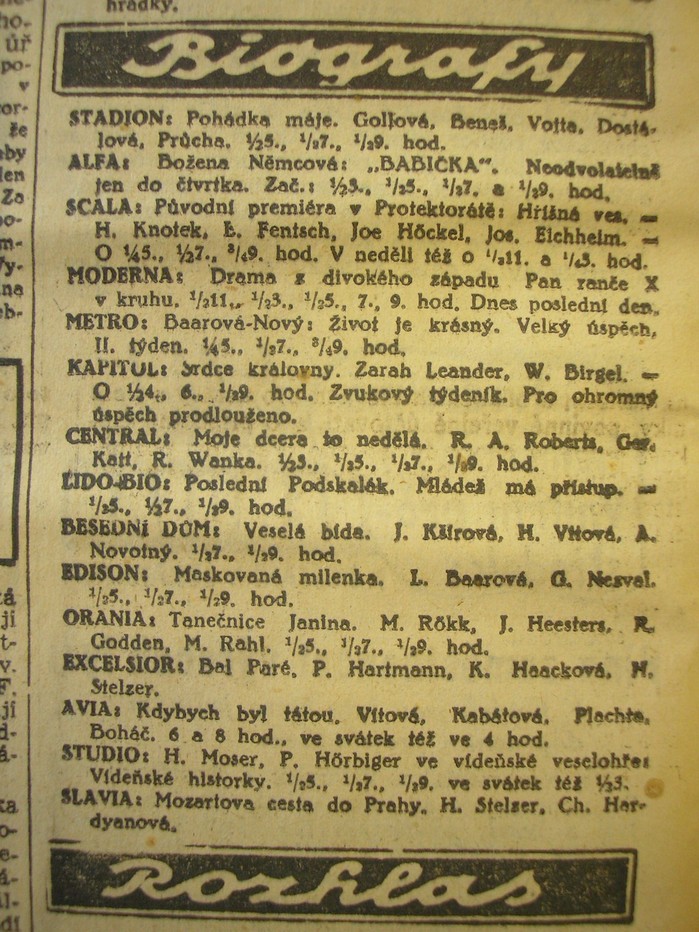 hrádky.
Biografy
STADION: Pohádka máje. Gollová, Beneš, Votta, Dostá-
lová, Průcha. ½5., ½7., ½9. hod.
ALFA: Božena Němcová: „BABIČKA". Neodvolatelně
jen do čtvrtka. Zač.: ½3., ½5., ½7. a ½9. hod.
SCALA: Původní premiéra v Protektorátě: Hříšná ves. —
H. Knotek, E. Fentsch, Joe Höckel, Jos. Eichheim. —
O ¼5., ½7., ¾9. hod. V neděli též o ½11. a ¼3. hod.
MODERNA: Drama z divokého západu Pan ranče X
v kruhu. ½11., ½3., ½5., 7., 9. hod. Dnes poslední den.
METRO: Baarová-Nový: Život je krásný. Velký úspěch.
II. týden. ¼5., ½7., ¾9. hod.
KAPITOL: Srdce královny. Zarah Leander, W. Birgel. —
O ½4., 6., ½9. hod. Zvukový týdeník. Pro ohromný
úspěch prodlouženo.
CENTRAL: Moje dcera to nedělá. R. A. Roberts, Ger.
Katt, R. Wanka. ½3., ½5., ½7., ½9. hod.
LIDO-BIO: Poslední Podskalák. Mládež má přístup. —
½5., ½7., ½9. hod.
BESEDNÍ DŮM: Veselá bída. J. Kšírová, H. Vítová, A.
Novotný. ½7., ½9. hod.
EDISON: Maskovaná milenka. L. Baarová, G. Nesval.
½5., ½7., ½9. hod.
ORANIA: Tanečnice Janina. M. Rökk, J. Heesters, R.
Godden, M. Rahl. ½5., ½7., ½9. hod.
EXCELSIOR: Bal Paré. P. Hartmann, K. Haacková, H.
Stelzer.
AVIA: Kdybych byl tátou. Vítová, Kabátová, Plachta,
Boháč. 6 a 8 hod., ve svátek též ve 4 hod.
STUDIO: H. Moser, P. Hörbiger ve vídeňské veselohře:
Vídeňské historky. ½5., ½7., ½9. ve svátek též ½3.
SLAVIA: Mozartova cesta do Prahy. H. Stelzer, Ch. Har-
dyanová.
Rozhlas